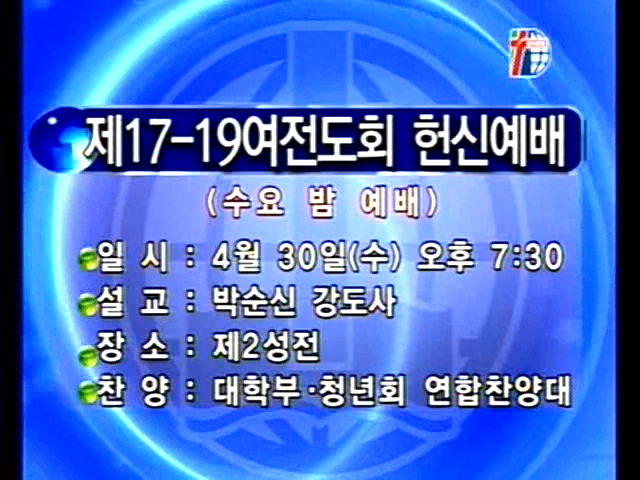 제17-19여전도회 헌신예배
(수요 밤 예배)
일 시 : 4월 30일(수) 오후 7:30
설 교 : 박순신 강도사
장 소 : 제2성전
찬 양 : 대학부·청년회 연합찬양대